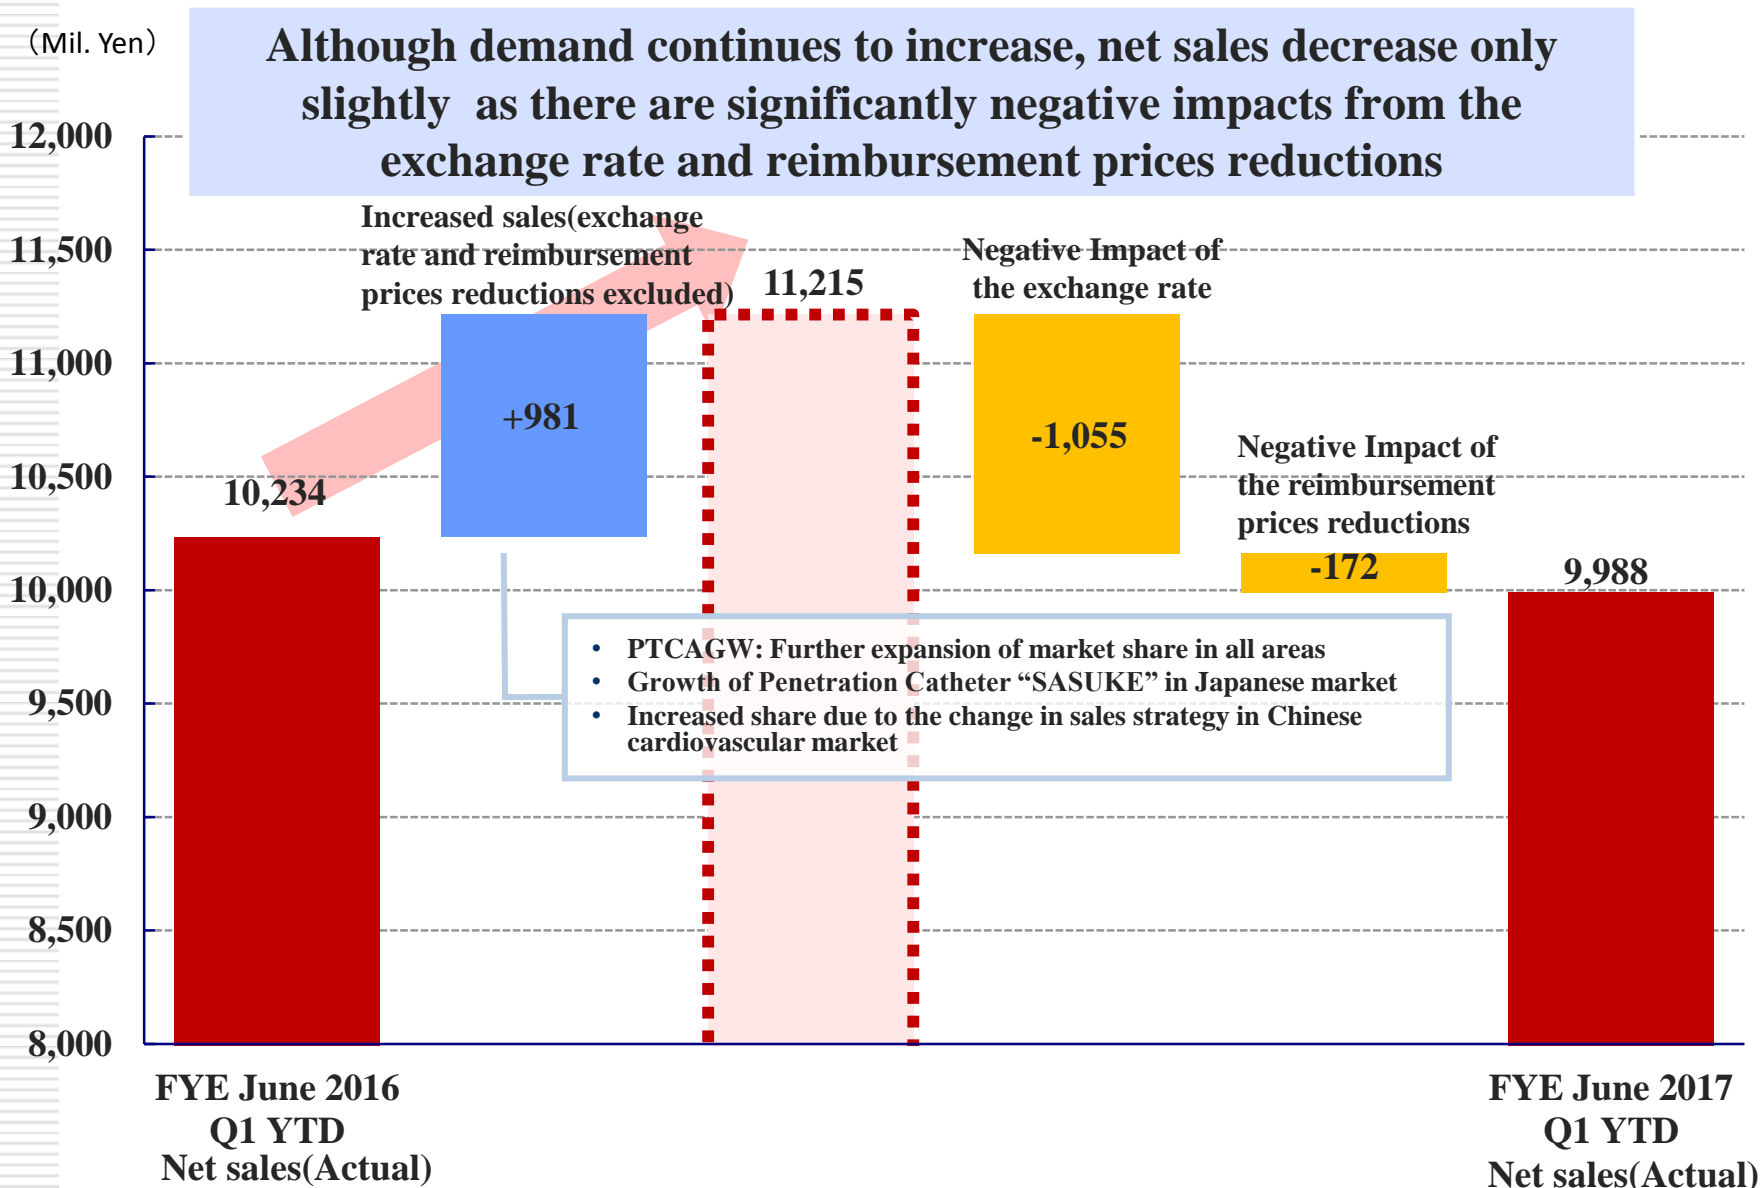 （Mil. Yen）
Although demand continues to increase, net sales decrease only
slightly as there are significantly negative impacts from the
exchange rate and reimbursement prices reductions
12,000
11,500
11,000
10,500
10,000
9,500
9,000
8,500
8,000
Increased sales(exchange
rate and reimbursement
prices reductions excluded)
11,215
Negative Impact of
the exchange rate
+981
-1,055
10,234
Negative Impact of
the reimbursement
prices reductions
-172
9,988
• PTCAGW: Further expansion of market share in all areas
• Growth of Penetration Catheter “SASUKE” in Japanese market
• Increased share due to the change in sales strategy in Chinese
cardiovascular market
FYE June 2016
Q1 YTD
Net sales(Actual)
FYE June 2017
Q1 YTD
Net sales(Actual)